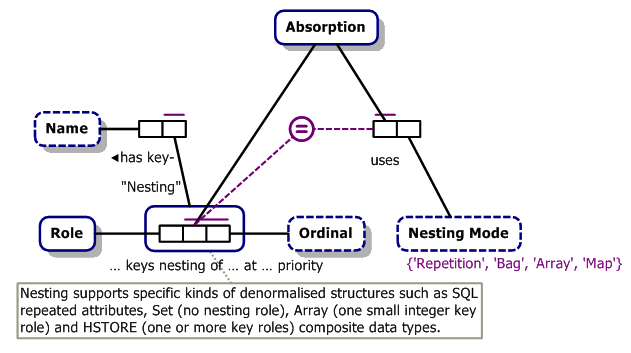 Absorption
Name
◄has key-
"Nesting"
=
uses
Role
Ordinal
Nesting Mode
… keys nesting of … at … priority
{'Repetition', 'Bag', 'Array', 'Map'}
Nesting supports specific kinds of denormalised structures such as SQL
repeated attributes, Set (no nesting role), Array (one small integer key
role) and HSTORE (one or more key roles) composite data types.